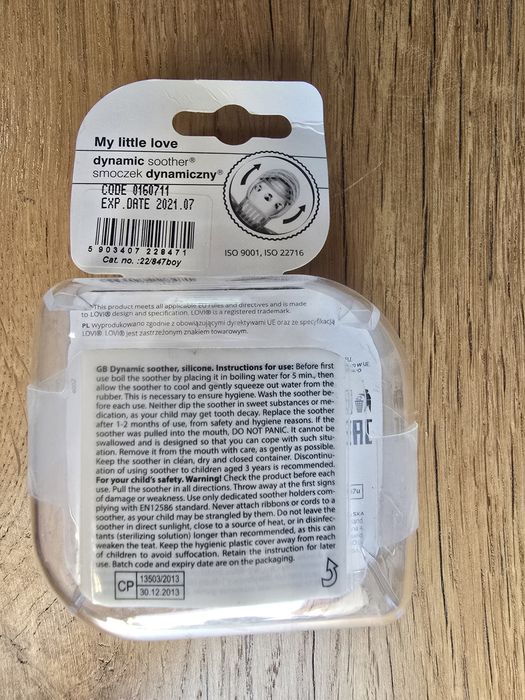 My little love
dynamic soother®
smoczek dynamiczny®
CODE 0160711
EXP.DATE 2021.07
5 903407 228471
Cat. no. :22/847boy
ISO 9001, ISO 22716
This product meets all applicable EU rules and directives and is made
to LOVI® design and specification. LOVI® is a registered trademark.
PL Wyprodukowano zgodnie z obowiązującymi dyrektywami UE oraz ze specyfikacją
LOVI®. LOVI® jest zastrzeżonym znakiem towarowym.
GB Dynamic soother, silicone. Instructions for use: Before first
use boil the soother by placing it in boiling water for 5 min, then
allow the soother to cool and gently squeeze out water from the
rubber. This is necessary to ensure hygiene. Wash the soother be-
fore each use. Neither dip the soother in sweet substances or me-
dication, as your child may get tooth decay. Replace the soother
after 1-2 months of use, from safety and hygiene reasons. If the
soother was pulled into the mouth, DO NOT PANIC. It cannot be
swallowed and is designed so that you can cope with such situ-
ation. Remove it from the mouth with care, as gently as possible.
Keep the soother in clean, dry and closed container. Discontinu-
ation of using soother to children aged 3 years is recommended.
For your child's safety. Warning! Check the product before each
use. Pull the soother in all directions. Throw away at the first signs
of damage or weakness. Use only dedicated soother holders com-
plying with EN12586 standard. Never attach ribbons or cords to a
soother, as your child may be strangled by them. Do not leave the
soother in direct sunlight, close to a source of heat, or in disinfec-
tants (sterilizing solution) longer than recommended, as this can
weaken the teat. Keep the hygienic plastic cover away from reach
of children to avoid suffocation. Retain the instruction for later
use. Batch code and expiry date are on the packaging.
CP 13503/2013
30.12.2013